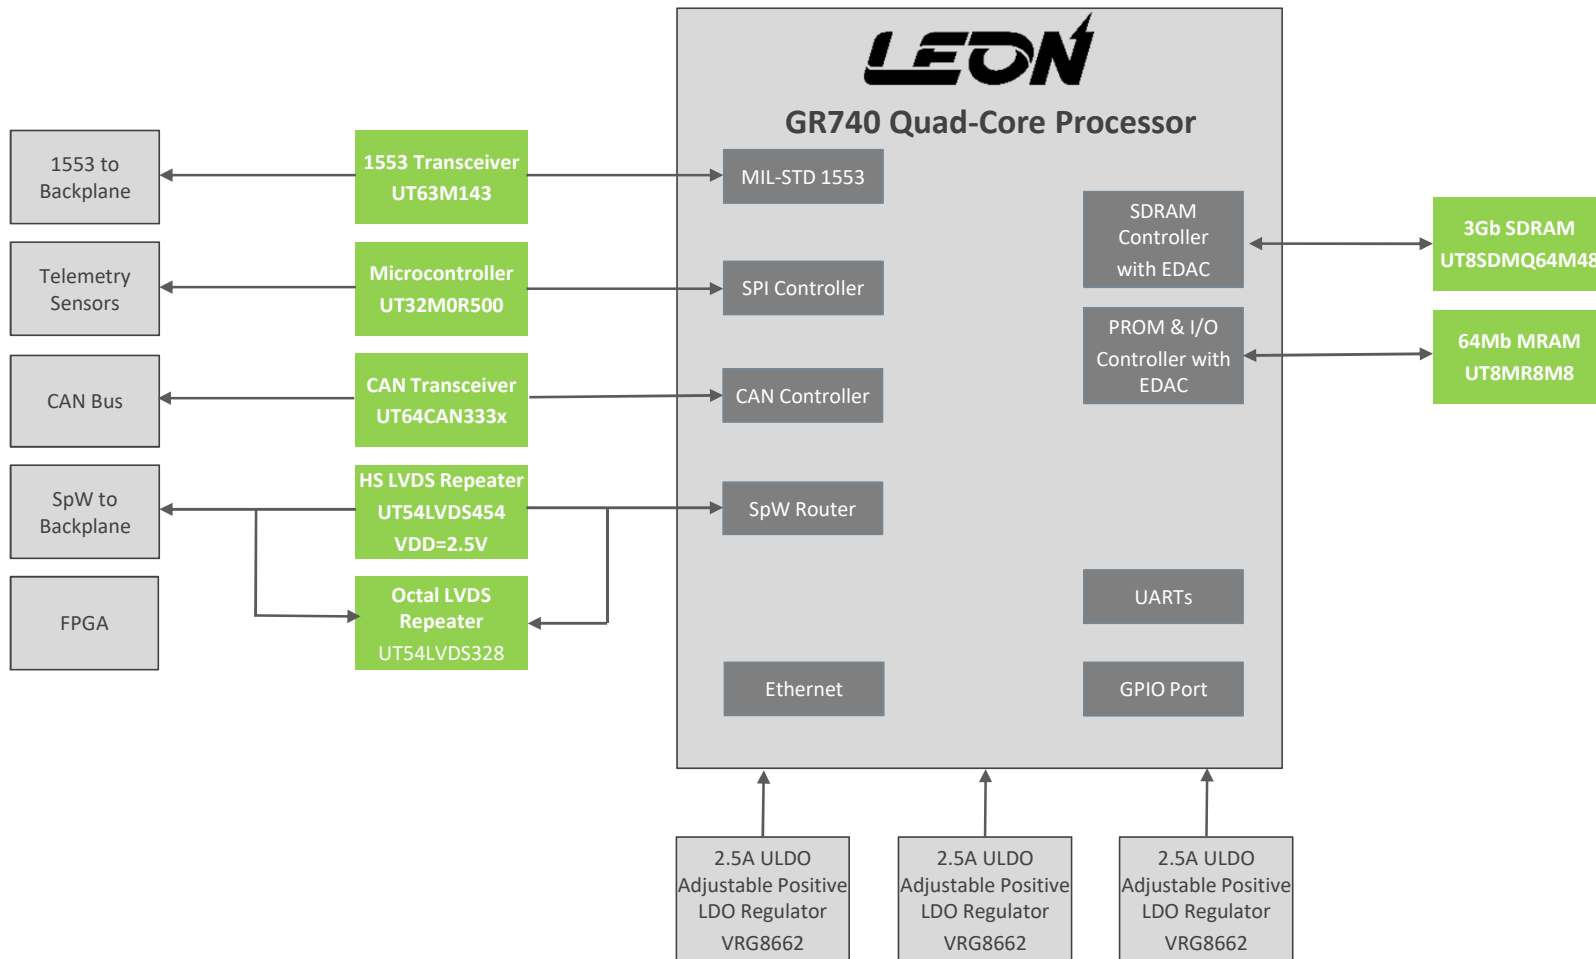 LEON
GR740 Quad-Core Processor
1553 to
Backplane
1553 Transceiver
UT63M143
MIL-STD 1553
Telemetry
Sensors
Microcontroller
UT32M0R500
SPI Controller
CAN Bus
CAN Transceiver
UT64CAN333x
CAN Controller
SpW to
Backplane
HS LVDS Repeater
UT54LVDS454
VDD=2.5V
SpW Router
FPGA
Octal LVDS
Repeater
UT54LVDS328
Ethernet
SDRAM
Controller
with EDAC
3Gb SDRAM
UT8SDMQ64M48
PROM & I/O
Controller with
EDAC
64Mb MRAM
UT8MR8M8
UARTs
GPIO Port
2.5A ULDO
Adjustable Positive
LDO Regulator
VRG8662
2.5A ULDO
Adjustable Positive
LDO Regulator
VRG8662
2.5A ULDO
Adjustable Positive
LDO Regulator
VRG8662